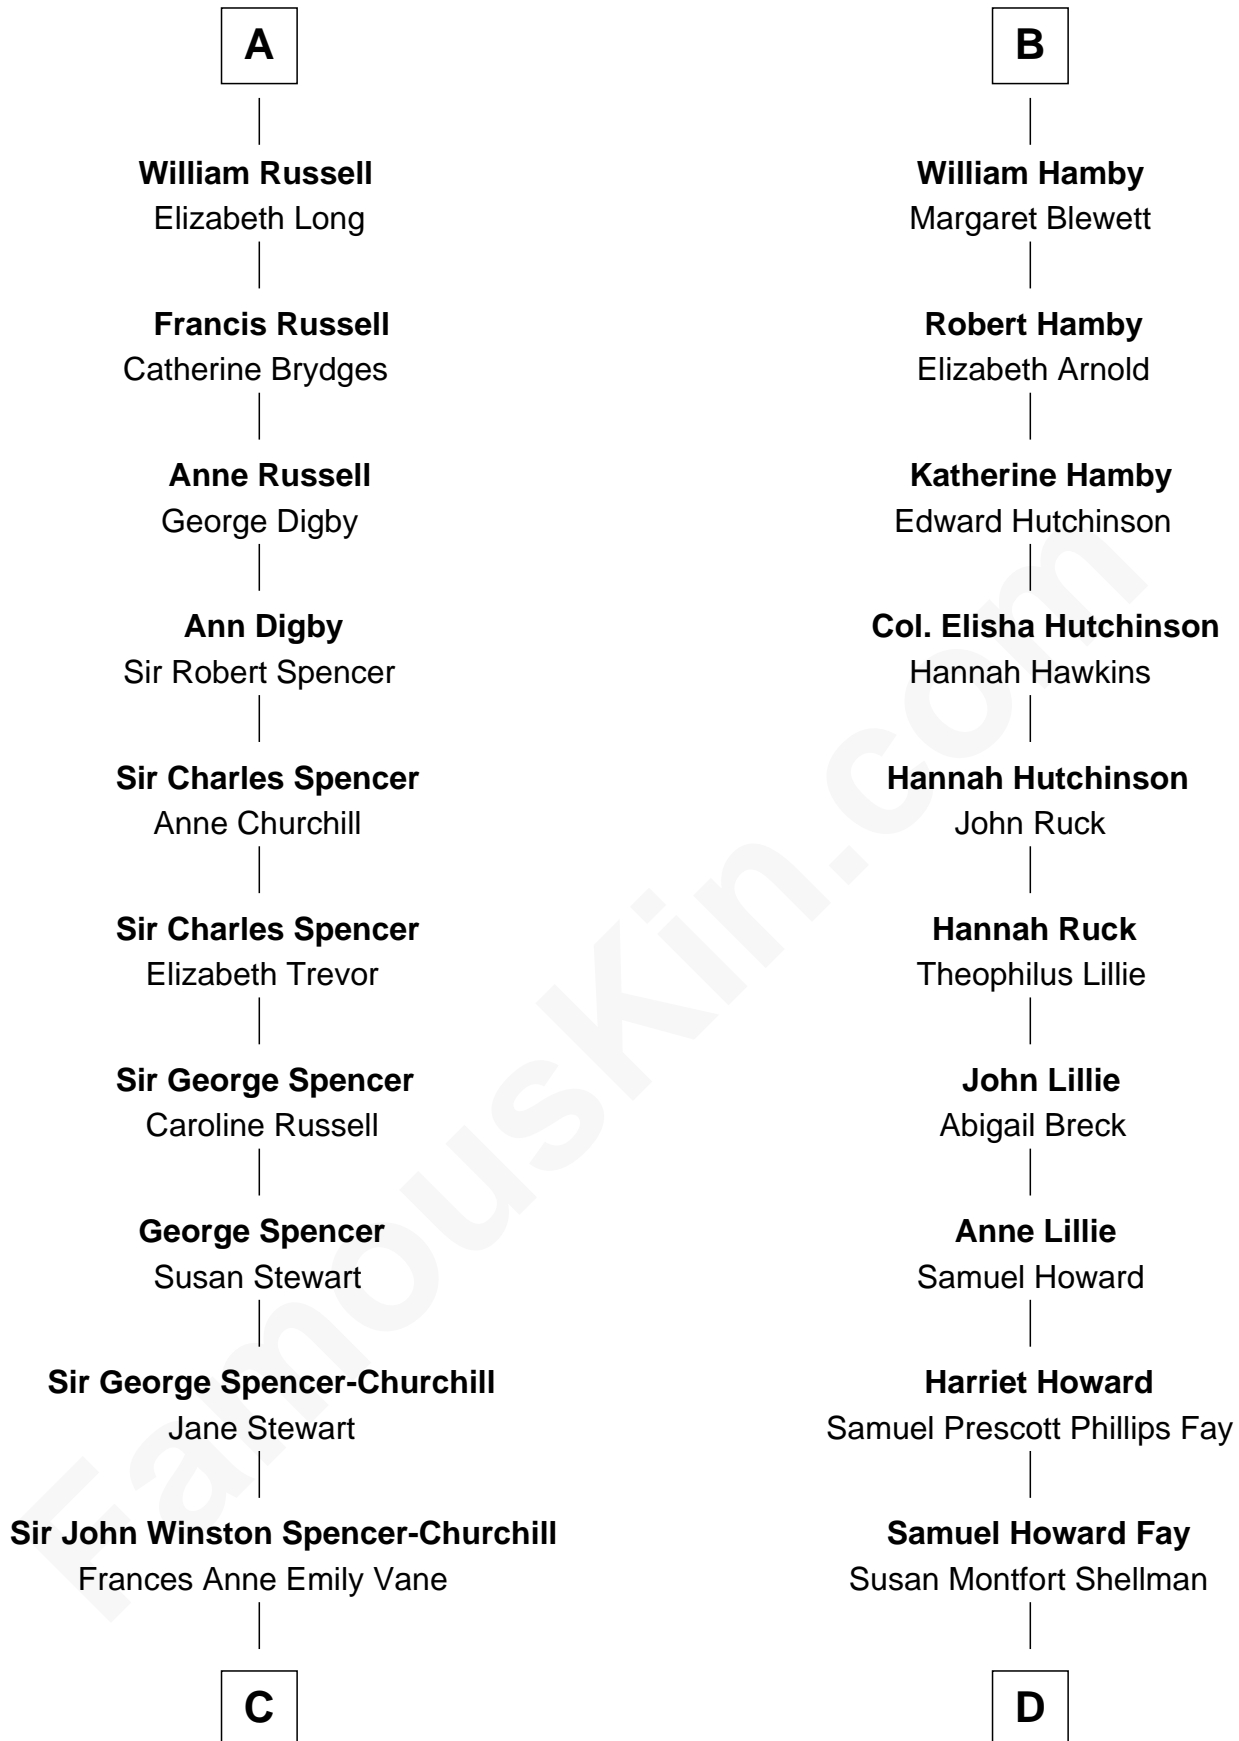 A
William Russell
Elizabeth Long
Francis Russell
Catherine Brydges
Anne Russell
George Digby
Ann Digby
Sir Robert Spencer
Sir Charles Spencer
Anne Churchill
Sir Charles Spencer
Elizabeth Trevor
Sir George Spencer
Caroline Russell
George Spencer
Susan Stewart
Sir George Spencer-Churchill
Jane Stewart
Sir John Winston Spencer-Churchill
Frances Anne Emily Vane
C
B
William Hamby
Margaret Blewett
Robert Hamby
Elizabeth Arnold
Katherine Hamby
Edward Hutchinson
Col. Elisha Hutchinson
Hannah Hawkins
Hannah Hutchinson
John Ruck
Hannah Ruck
Theophilus Lillie
John Lillie
Abigail Breck
Anne Lillie
Samuel Howard
Harriet Howard
Samuel Prescott Phillips Fay
Samuel Howard Fay
Susan Montfort Shellman
D
FamousKin.com